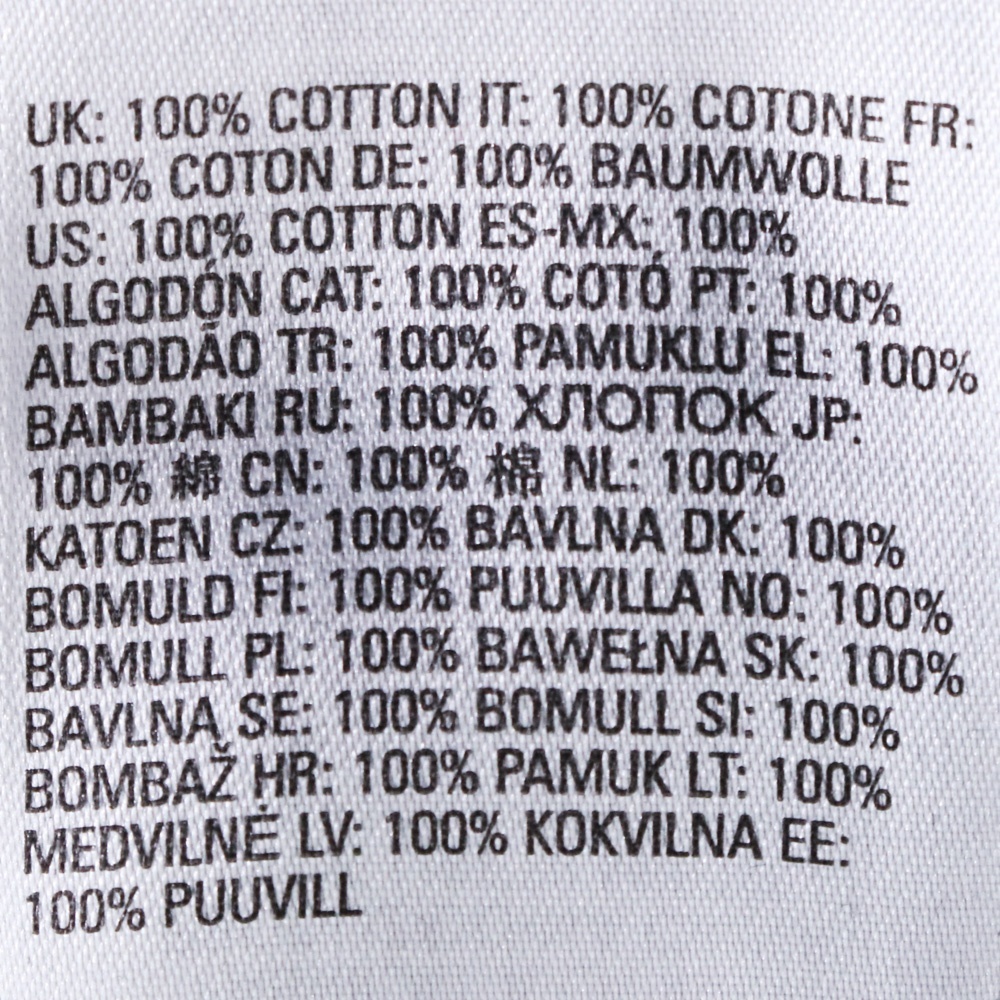 UK: 100% COTTON IT: 100% COTONE FR:
100% COTON DE: 100% BAUMWOLLE
US: 100% COTTON ES-MX: 100%
ALGODÓN CAT: 100% COTÓ PT: 100%
ALGODÃO TR: 100% PAMUKLU EL: 100%
BAMBAKI RU: 100% ХЛОПОК JP:
100% 綿 CN: 100% 棉 NL: 100%
KATOEN CZ: 100% BAVLNA DK: 100%
BOMULD FI: 100% PUUVILLA NO: 100%
BOMULL PL: 100% BAWEŁNA SK: 100%
BAVLNA SE: 100% BOMULL SI: 100%
BOMBAŽ HR: 100% PAMUK LT: 100%
MEDVILNĖ LV: 100% KOKVILNA EE:
100% PUUVILL